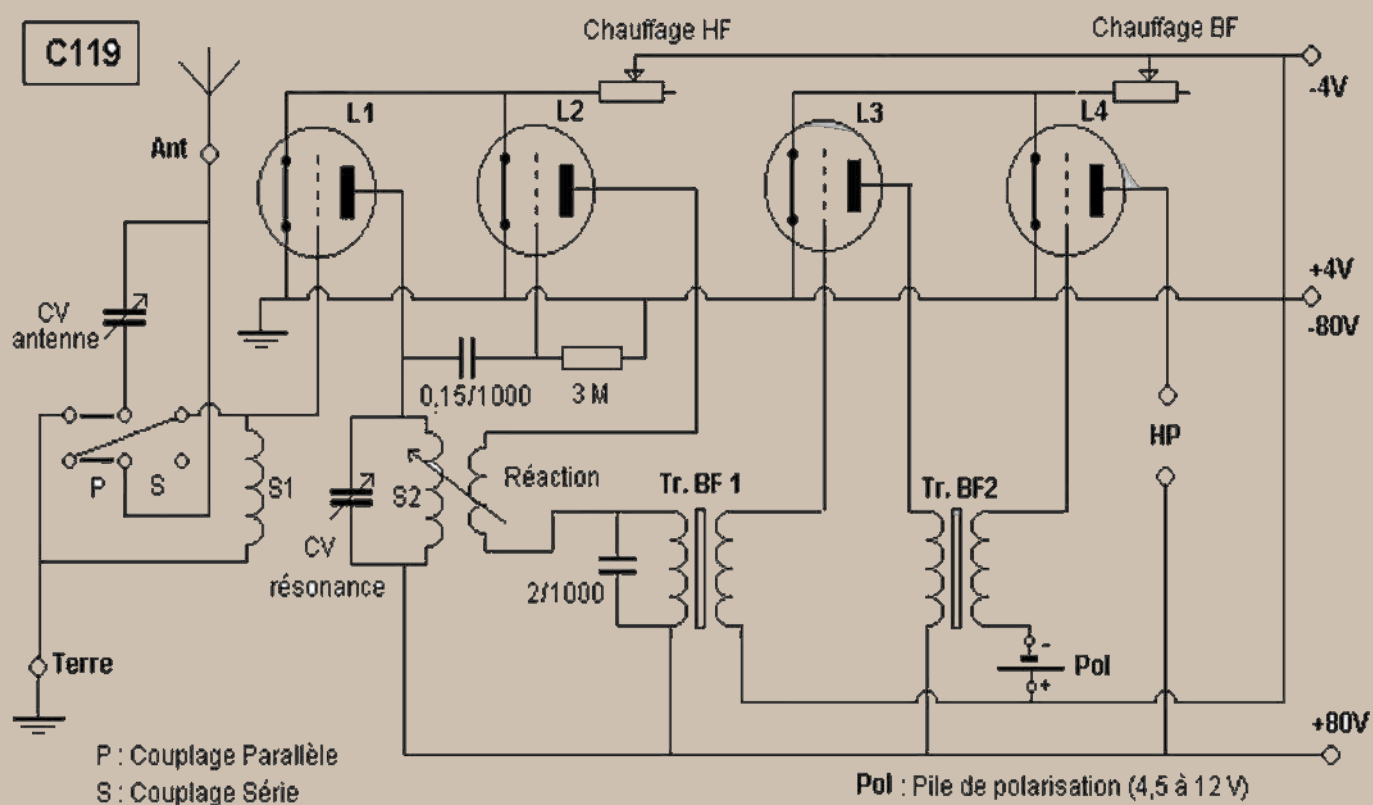 C119
Chauffage HF
Chauffage BF
-4V
L1
L2
L3
L4
Ant
+4V
-80V
CV
antenne
0,15/1000
3 M
HP
P
S
S1
S2
Réaction
Tr. BF 1
Tr. BF2
CV
résonance
2/1000
-
Pol
+
Terre
+80V
P : Couplage Parallèle
S : Couplage Série
Pol : Pile de polarisation (4,5 à 12 V)